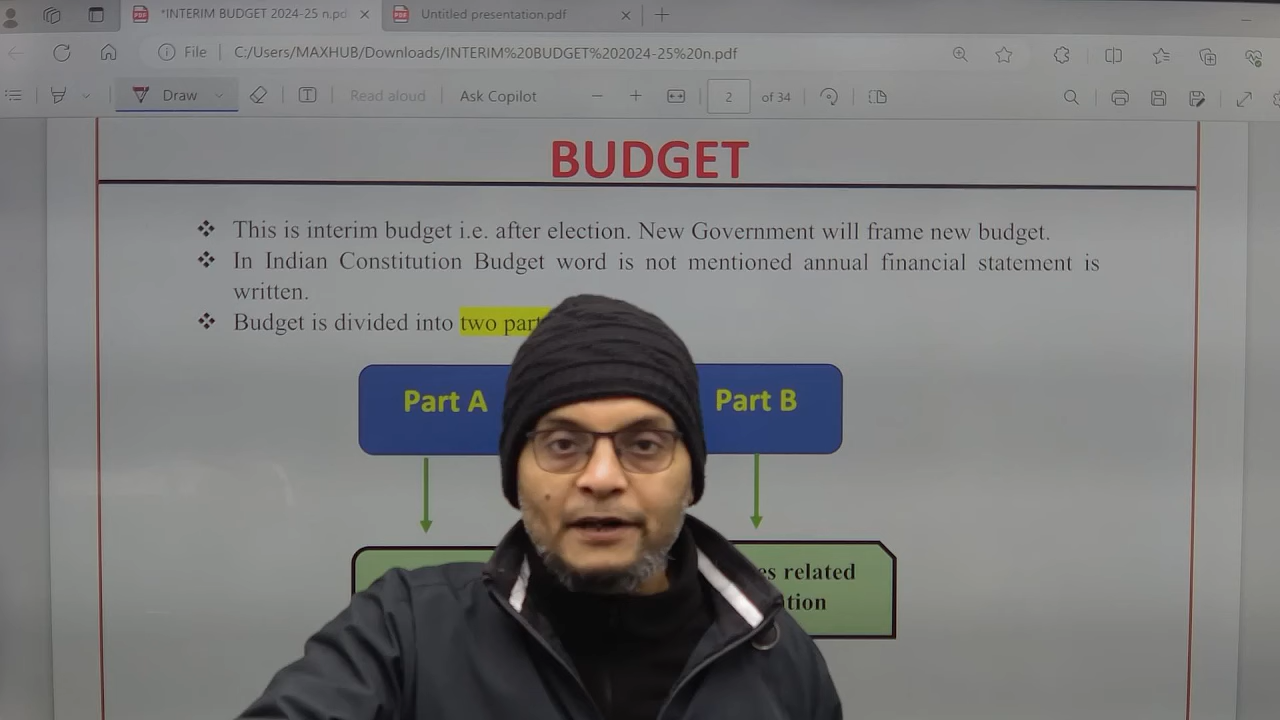 *INTERIM BUDGET 2024-25 n.pd
Untitled presentation.pdf
File
C:/Users/MAXHUB/Downloads/INTERIM%20BUDGET%202024-25%20n.pdf
Draw
Read aloud
Ask Copilot
2
of 34
BUDGET
This is interim budget i.e. after election. New Government will frame new budget.
In Indian Constitution Budget word is not mentioned annual financial statement is
written.
Budget is divided into two part
Part A
Part B
related